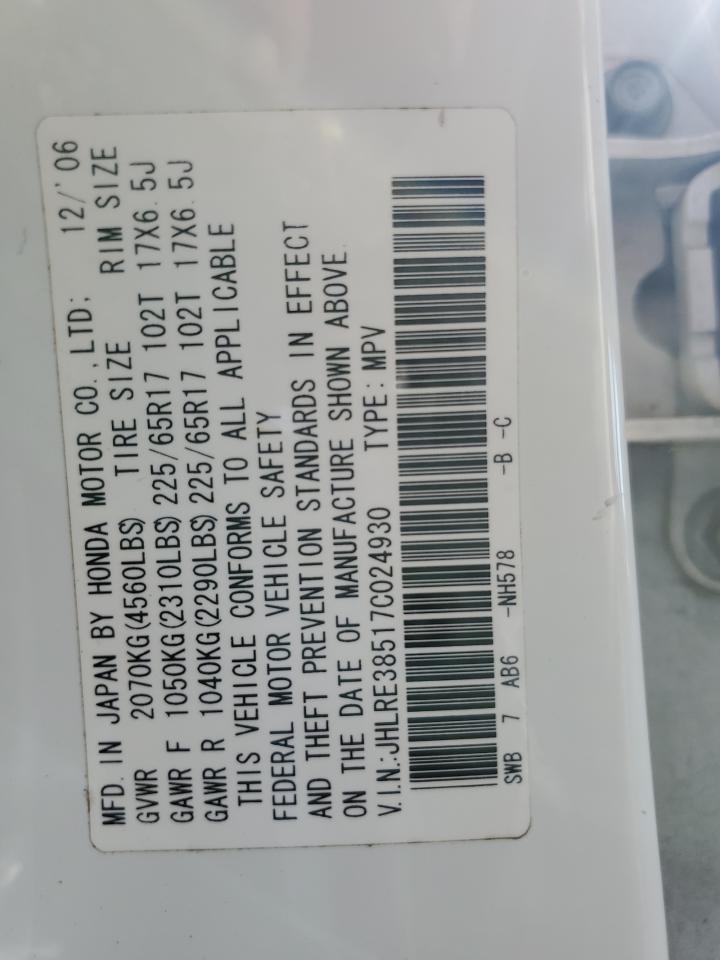 MFD. IN JAPAN BY HONDA MOTOR CO.,LTD; 12/'06
GVWR 2070KG(4560LBS) TIRE SIZE RIM SIZE
GAWR F 1050KG(2310LBS) 225/65R17 102T 17X6.5J
GAWR R 1040KG(2290LBS) 225/65R17 102T 17X6.5J
THIS VEHICLE CONFORMS TO ALL APPLICABLE
FEDERAL MOTOR VEHICLE SAFETY
AND THEFT PREVENTION STANDARDS IN EFFECT
ON THE DATE OF MANUFACTURE SHOWN ABOVE.
V.I.N.:JHLRE38517C024930 TYPE: MPV
SWB 7 AB6 -NH578 -B -C